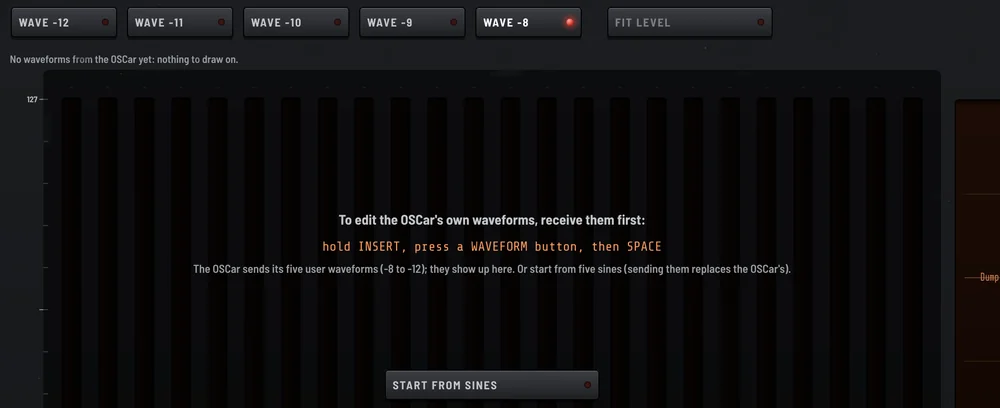 WAVE -12
WAVE -11
WAVE -10
WAVE -9
WAVE -8
FIT LEVEL
No waveforms from the OSCar yet: nothing to draw on.
127
To edit the OSCar's own waveforms, receive them first:
hold INSERT, press a WAVEFORM button, then SPACE
The OSCar sends its five user waveforms (-8 to -12); they show up here. Or start from five sines (sending them replaces the OSCar's).
Dump
START FROM SINES